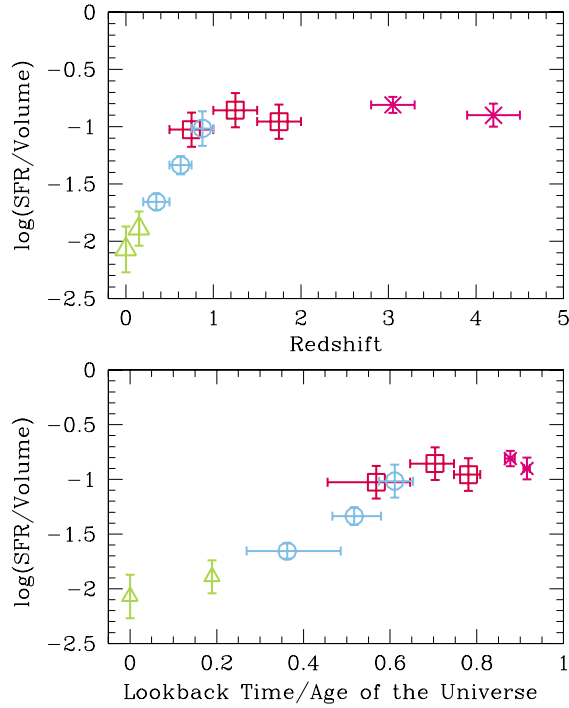 0
−0.5
−1
−1.5
−2
−2.5
log(SFR/Volume)
0 1 2 3 4 5
Redshift
0
−0.5
−1
−1.5
−2
−2.5
log(SFR/Volume)
0 0.2 0.4 0.6 0.8 1
Lookback Time/Age of the Universe